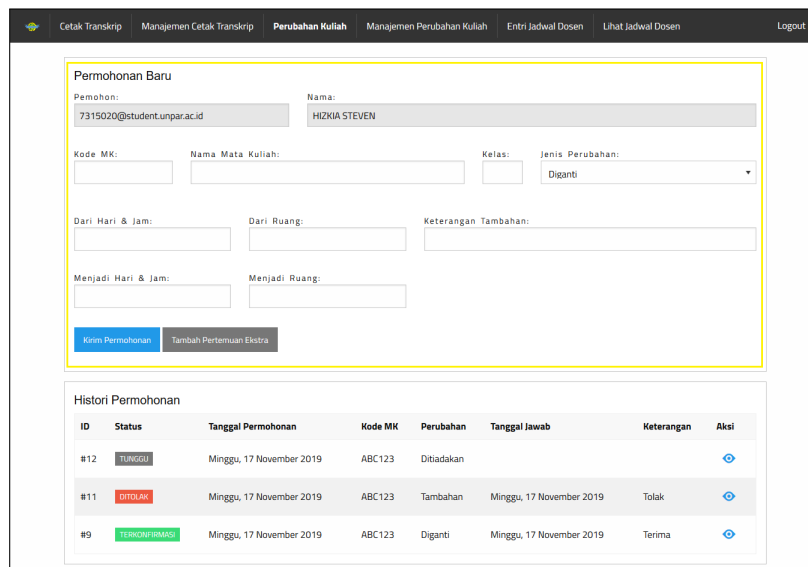 Cetak Transkrip Manajemen Cetak Transkrip Perubahan Kuliah Manajemen Perubahan Kuliah Entri Jadwal Dosen Lihat Jadwal Dosen Logout
Permohonan Baru
Pemohon: Nama:
7315020@student.unpar.ac.id HIZKIA STEVEN
Kode MK: Nama Mata Kuliah: Kelas: Jenis Perubahan:
Diganti
Dari Hari & Jam: Dari Ruang: Keterangan Tambahan:
Menjadi Hari & Jam: Menjadi Ruang:
Kirim Permohonan Tambah Pertemuan Ekstra
Histori Permohonan
ID Status Tanggal Permohonan Kode MK Perubahan Tanggal Jawab Keterangan Aksi
#12 TUNGGU Minggu, 17 November 2019 ABC123 Ditiadakan
#11 DITOLAK Minggu, 17 November 2019 ABC123 Tambahan Minggu, 17 November 2019 Tolak
#9 TERKONFIRMASI Minggu, 17 November 2019 ABC123 Diganti Minggu, 17 November 2019 Terima